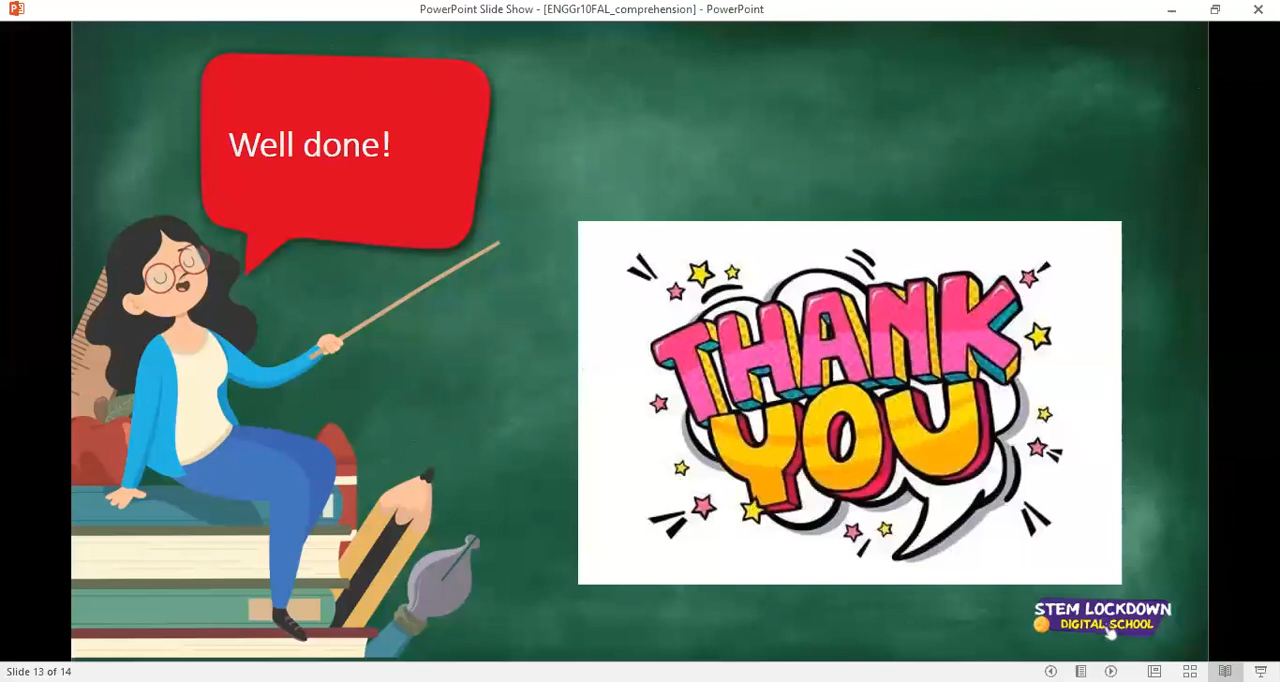 PowerPoint Slide Show - [ENGGr10FAL_comprehension] - PowerPoint
Well done!
THANK
YOU
STEM LOCKDOWN
DIGITAL SCHOOL
Slide 13 of 14